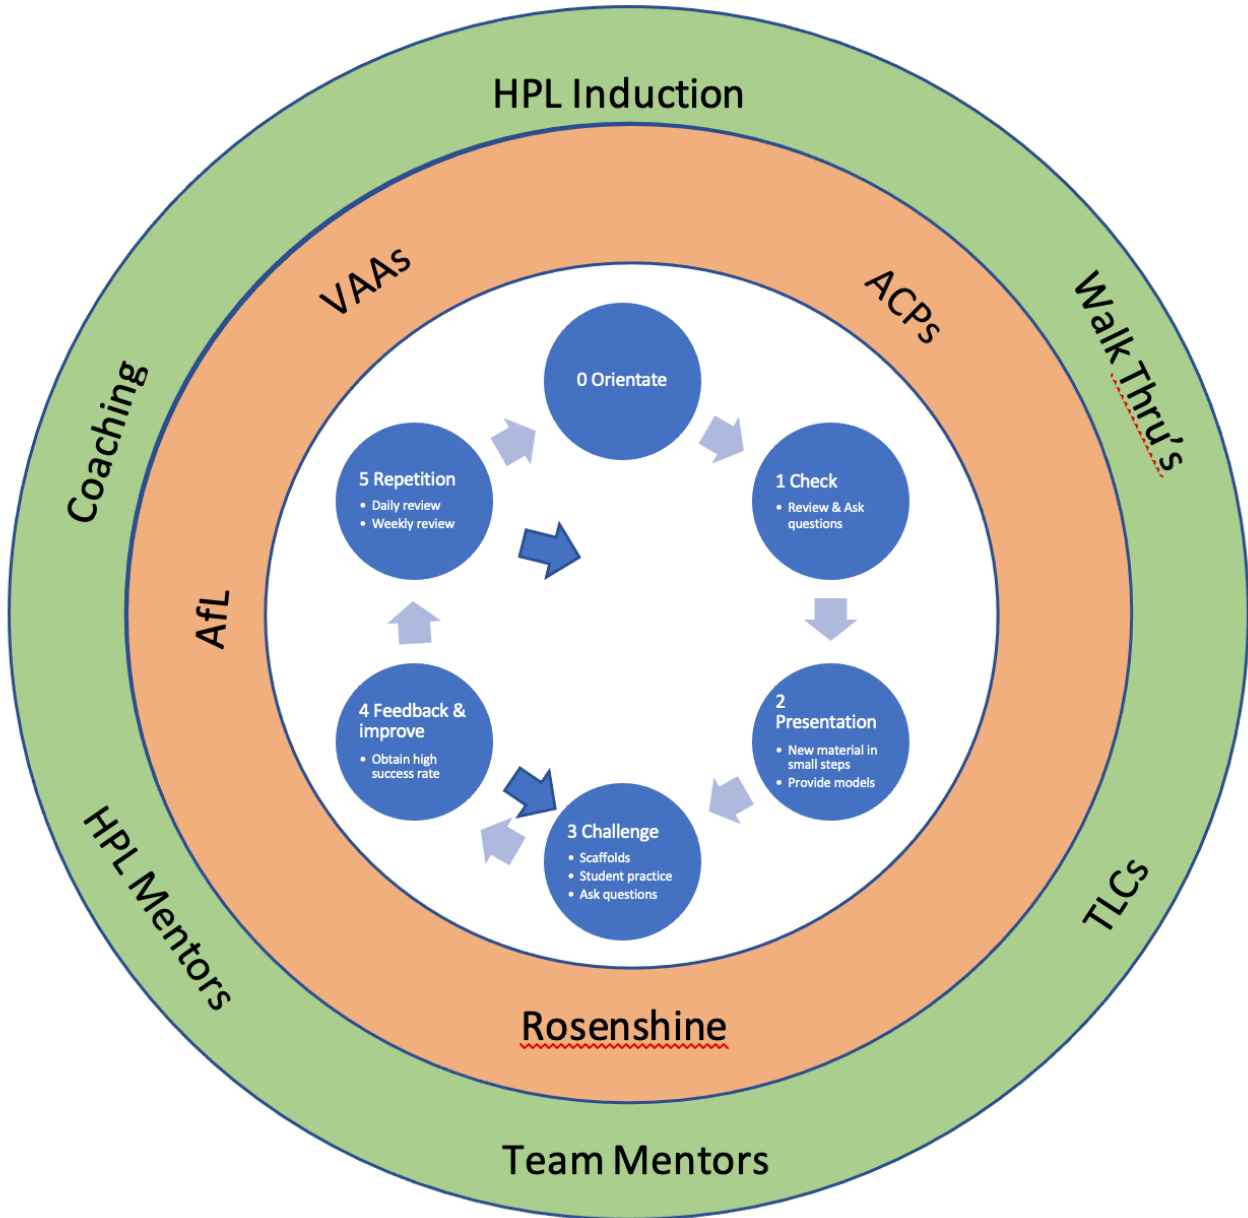 HPL Induction
Walk Thru's
TLCs
Team Mentors
HPL Mentors
Coaching
VAAs
ACPs
Rosenshine
AfL
0 Orientate
1 Check
• Review & Ask
questions
2
Presentation
• New material in
small steps
• Provide models
3 Challenge
• Scaffolds
• Student practice
• Ask questions
4 Feedback &
improve
• Obtain high
success rate
5 Repetition
• Daily review
• Weekly review